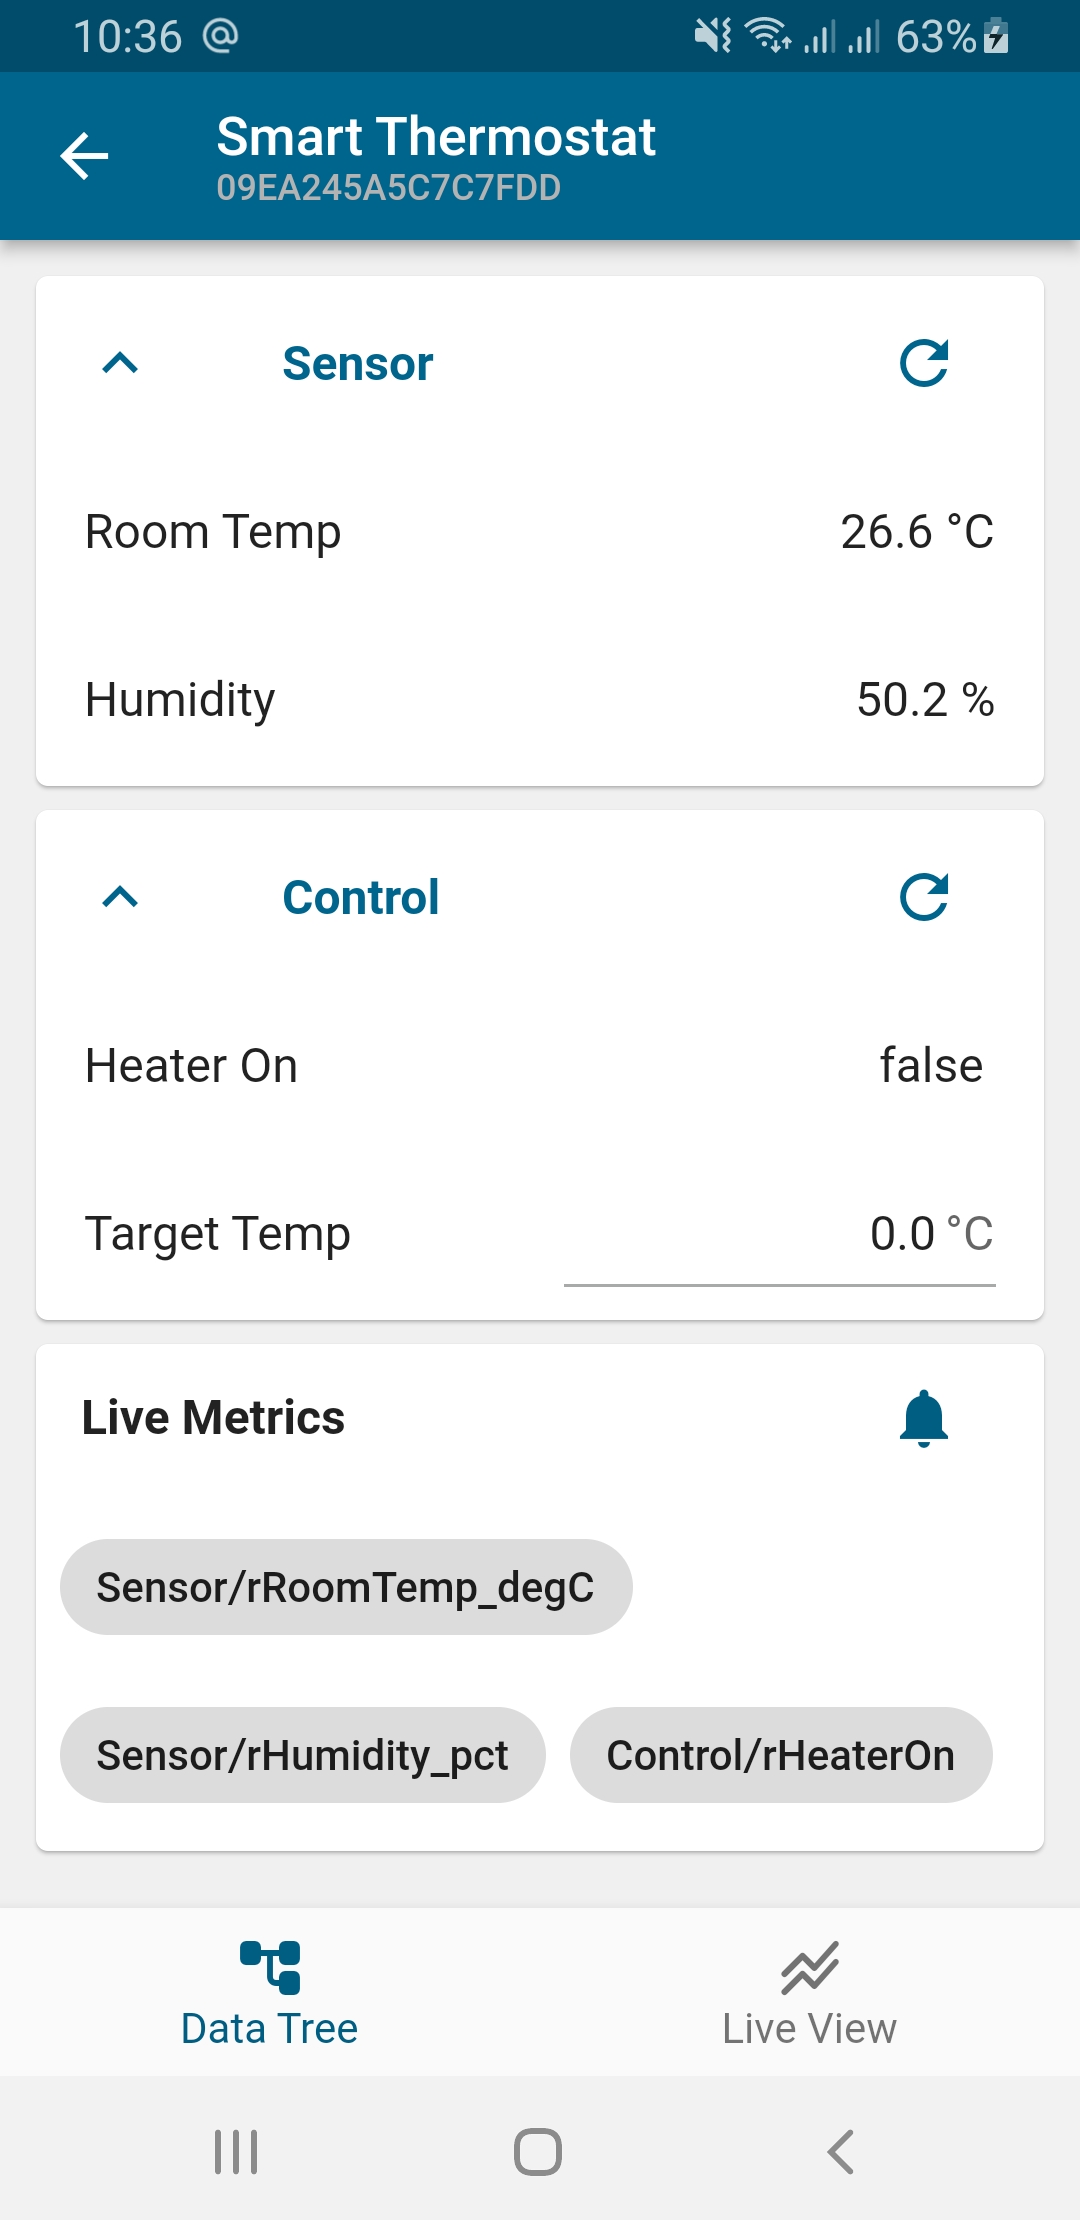 10:36 @ 63%
Smart Thermostat
09EA245A5C7C7FDD
Sensor
Room Temp 26.6 °C
Humidity 50.2 %
Control
Heater On false
Target Temp 0.0 °C
Live Metrics
Sensor/rRoomTemp_degC
Sensor/rHumidity_pct Control/rHeaterOn
Data Tree Live View